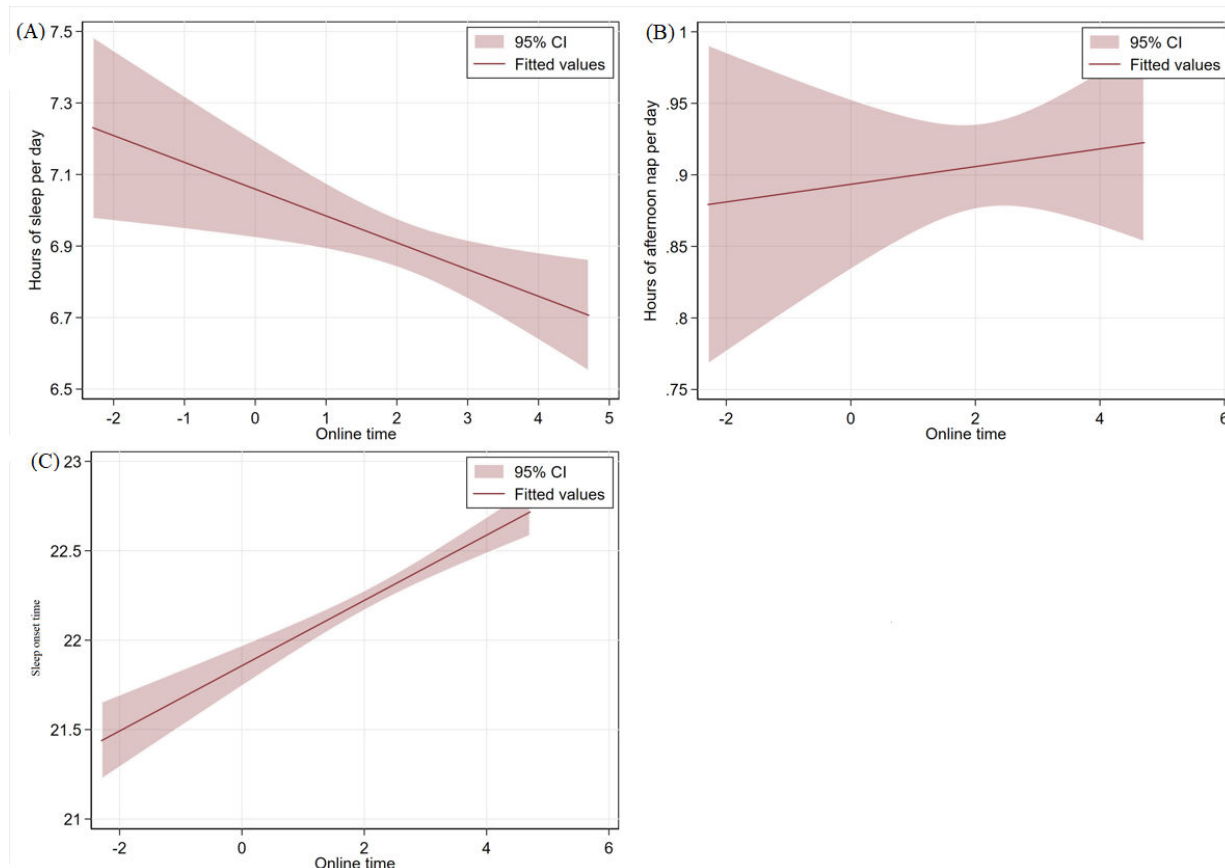 (A)
7.5
7.3
7.1
6.9
6.7
6.5
Hours of sleep per day
95% CI
Fitted values
-2 -1 0 1 2 3 4 5
Online time
(B)
1
.95
.9
.85
.8
.75
Hours of afternoon nap per day
95% CI
Fitted values
-2 0 2 4 6
Online time
(C)
23
22.5
22
21.5
21
Sleep onset time
95% CI
Fitted values
-2 0 2 4 6
Online time